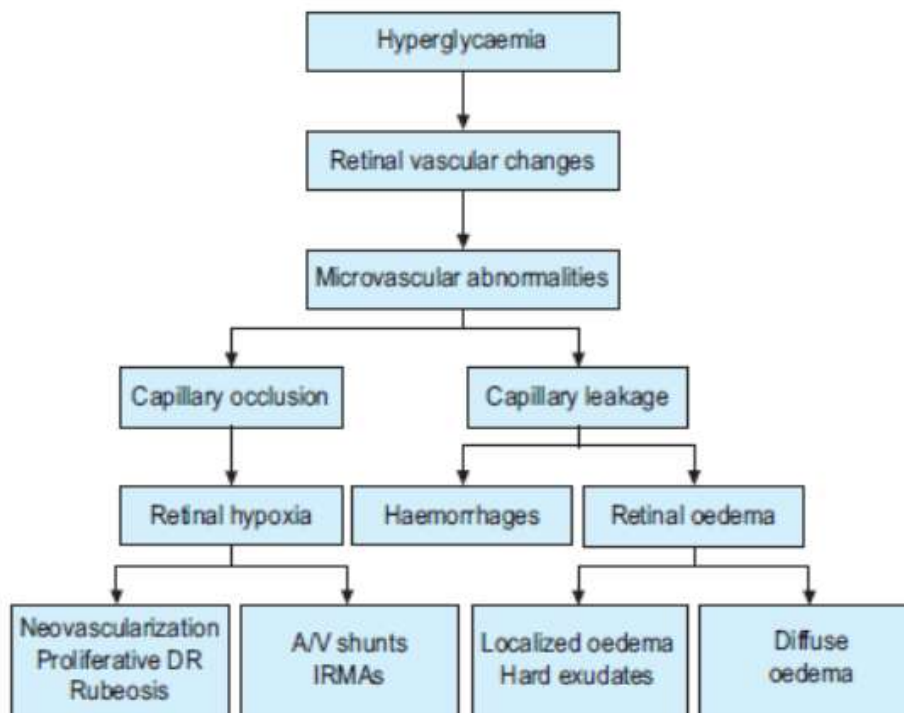 Hyperglycaemia
Retinal vascular changes
Microvascular abnormalities
Capillary occlusion
Capillary leakage
Retinal hypoxia
Haemorrhages
Retinal oedema
Neovascularization
Proliferative DR
Rubeosis
A/V shunts
IRMAs
Localized oedema
Hard exudates
Diffuse
oedema